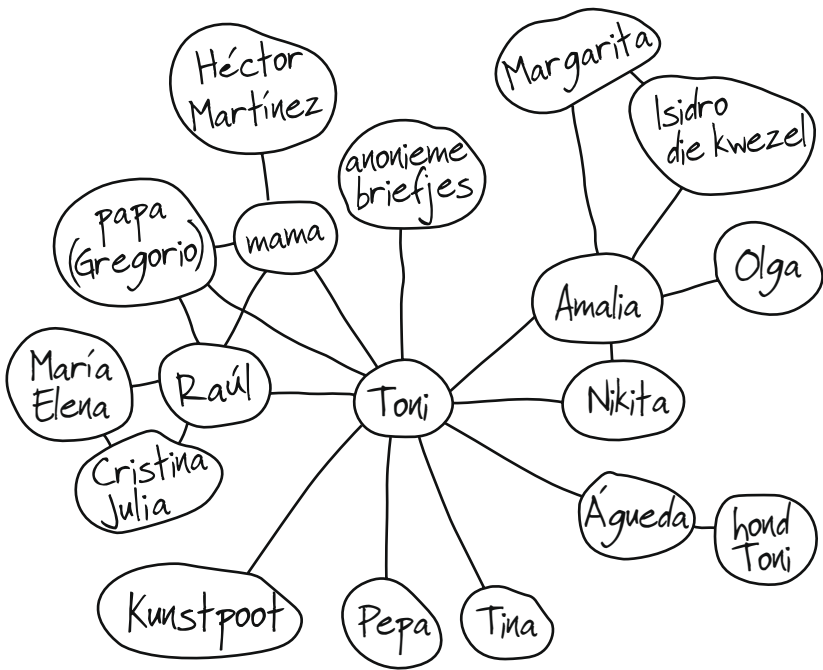 Héctor
Martínez
Margarita
Isidro
die kwezel
anonieme
briefjes
papa
(Gregorio)
mama
Olga
Amalia
María
Elena
Raúl
Toni
Nikita
Cristina
Julia
Águeda
hond
Toni
Kunstpoot
Pepa
Tina